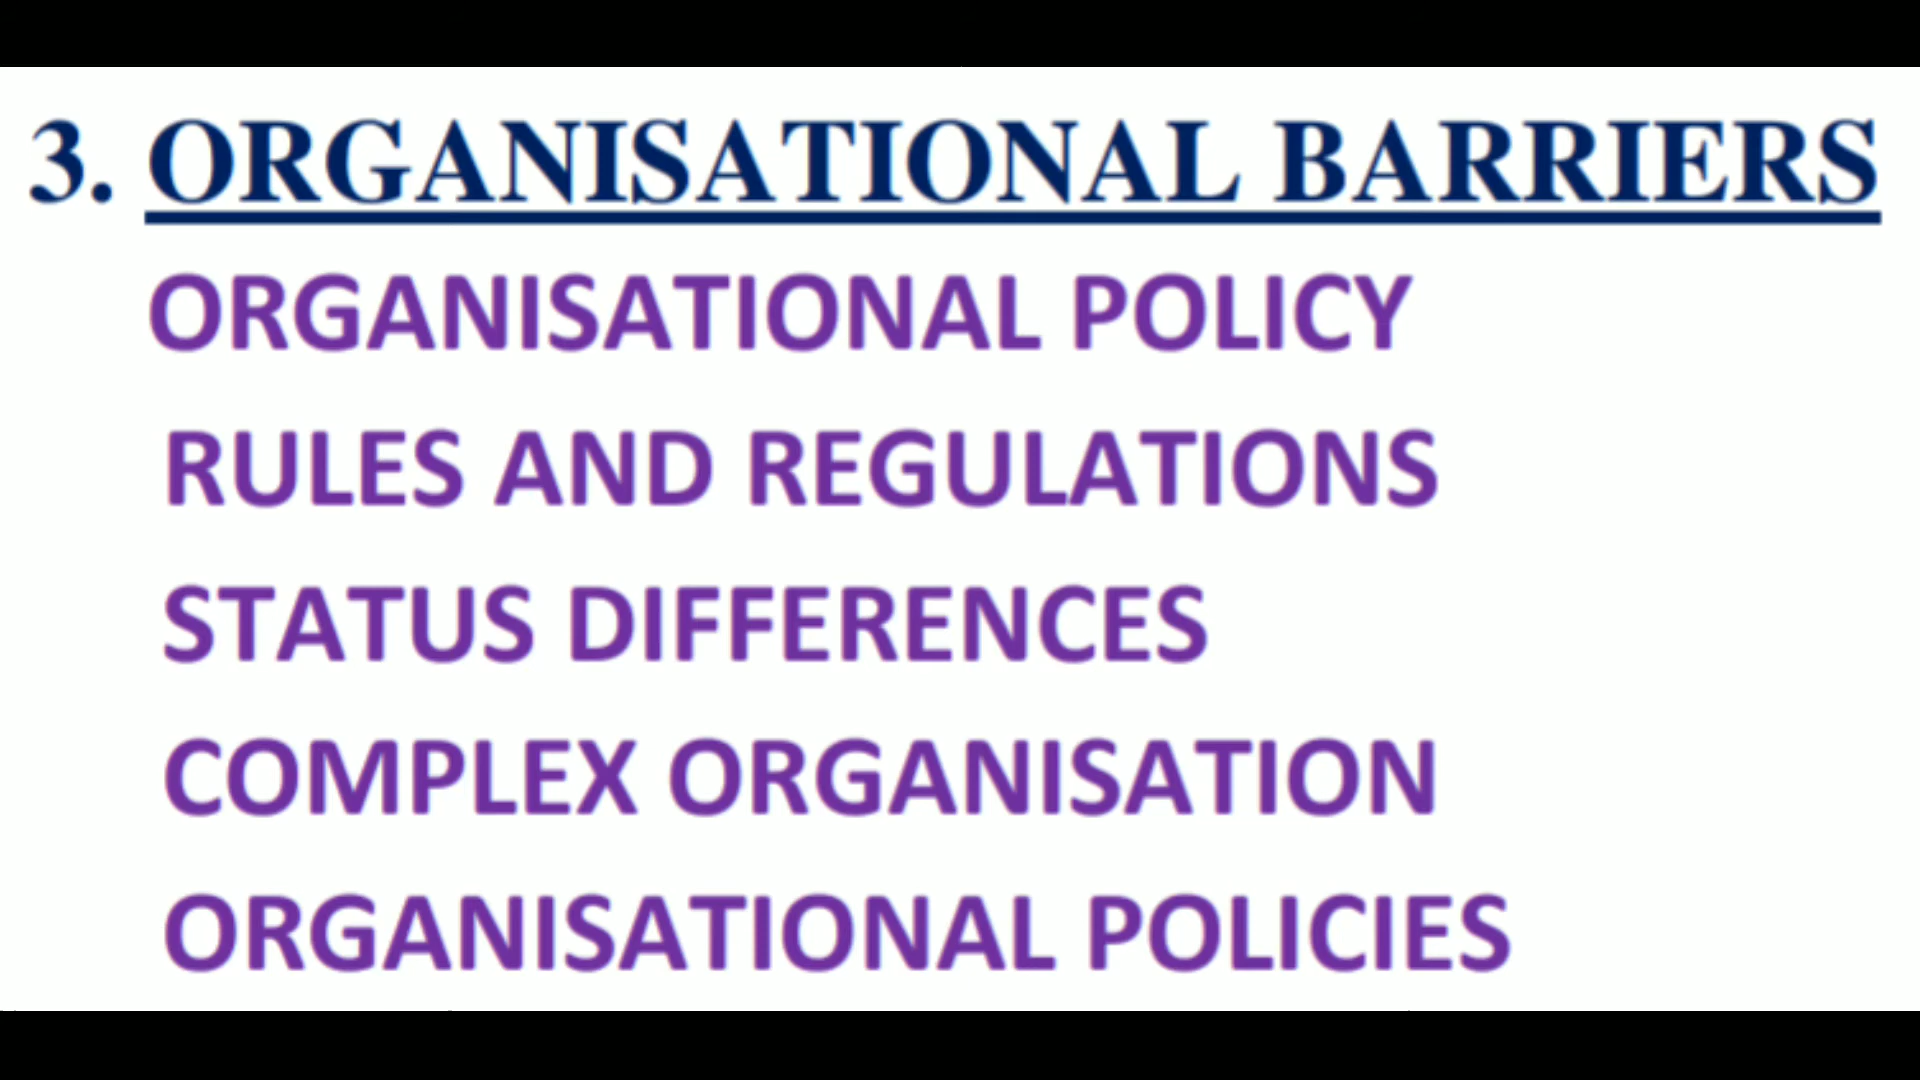 3. ORGANISATIONAL BARRIERS
ORGANISATIONAL POLICY
RULES AND REGULATIONS
STATUS DIFFERENCES
COMPLEX ORGANISATION
ORGANISATIONAL POLICIES